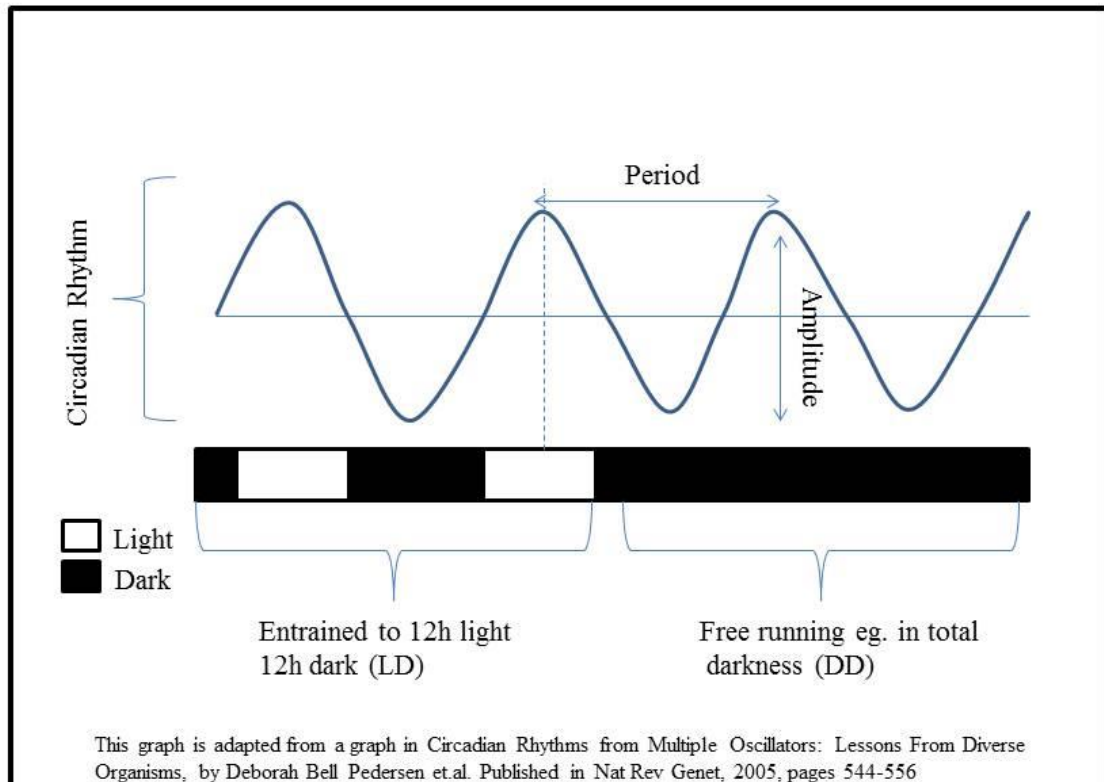 Period
Circadian Rhythm
Amplitude
Light
Dark
Entrained to 12h light
12h dark (LD)
Free running eg. in total
darkness (DD)
This graph is adapted from a graph in Circadian Rhythms from Multiple Oscillators: Lessons From Diverse
Organisms, by Deborah Bell Pedersen et.al. Published in Nat Rev Genet, 2005, pages 544-556